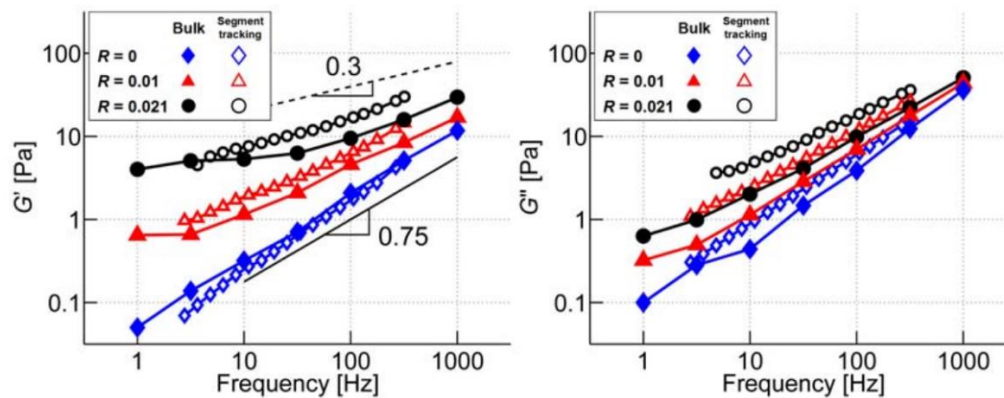 Bulk Segment tracking
R = 0
R = 0.01
R = 0.021
0.3
0.75
100
10
1
0.1
G' [Pa]
1 10 100 1000
Frequency [Hz]
Bulk Segment tracking
R = 0
R = 0.01
R = 0.021
100
10
1
0.1
G" [Pa]
1 10 100 1000
Frequency [Hz]